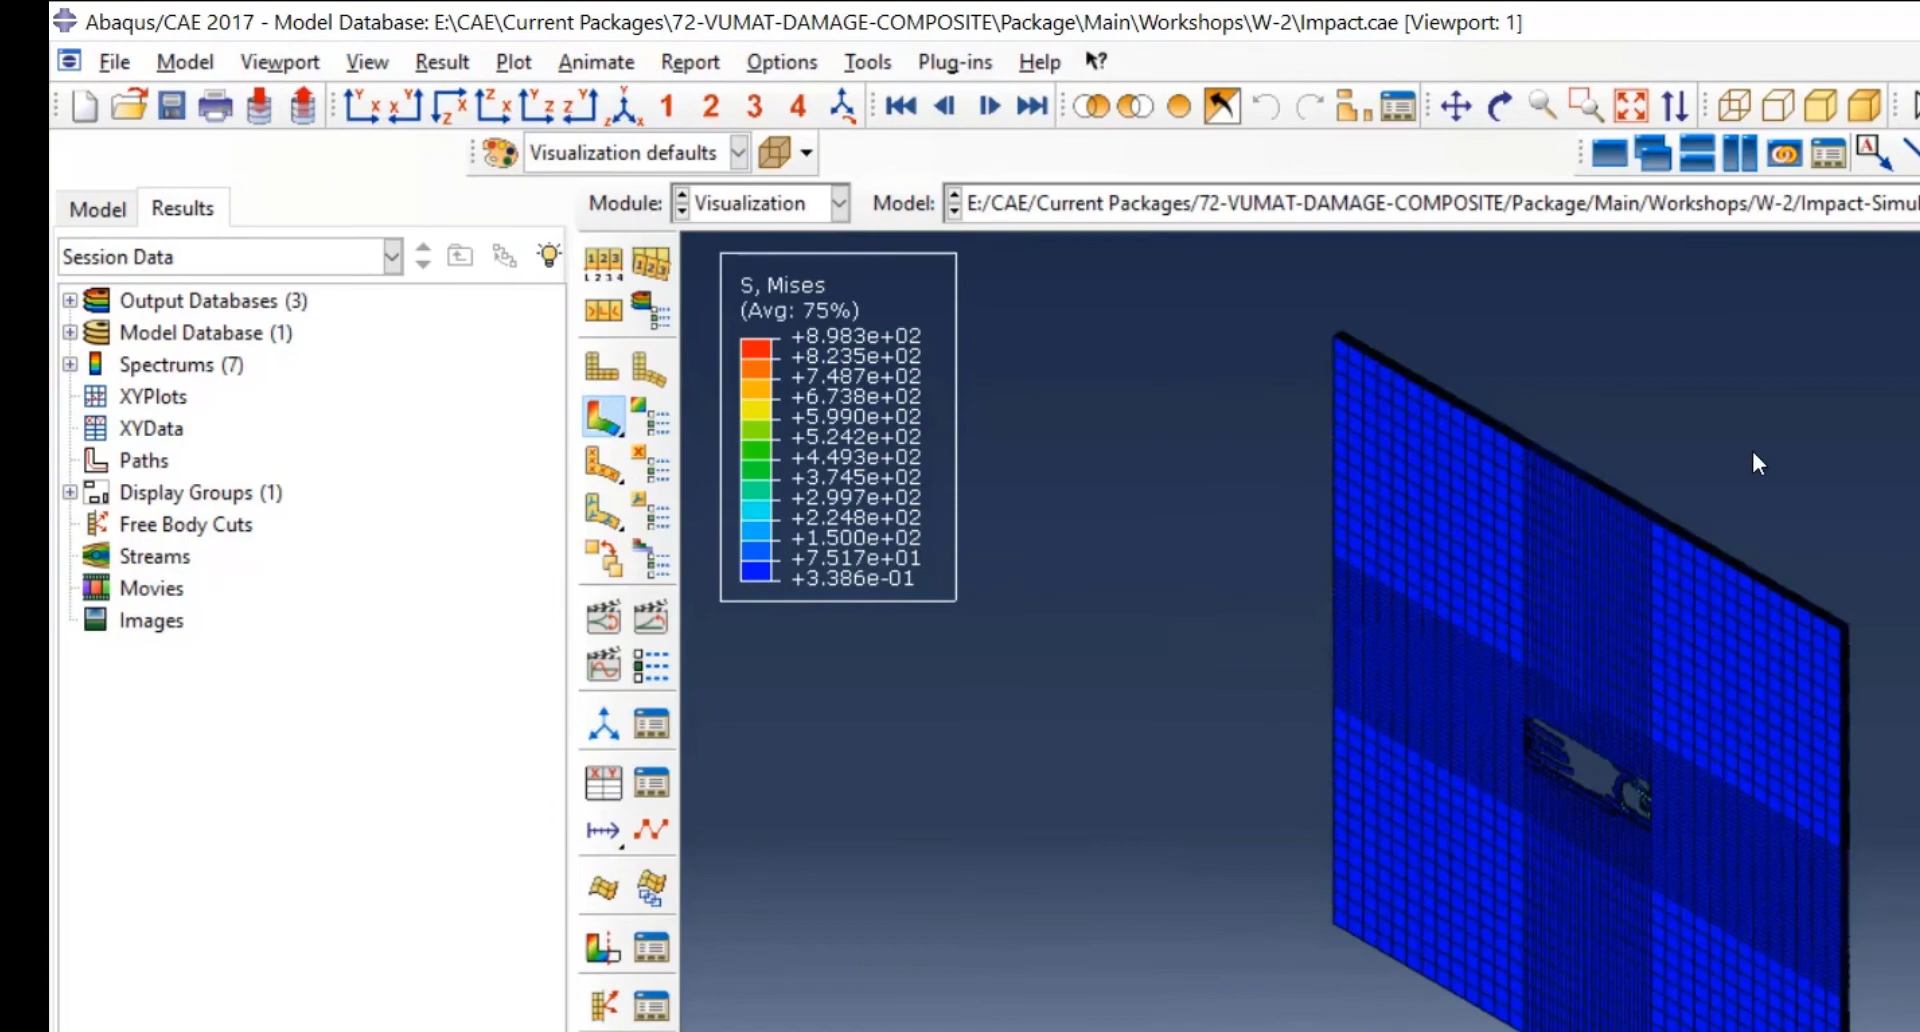 Abaqus/CAE 2017 - Model Database: E:\CAE\Current Packages\72-VUMAT-DAMAGE-COMPOSITE\Package\Main\Workshops\W-2\Impact.cae [Viewport: 1]
File Model Viewport View Result Plot Animate Report Options Tools Plug-ins Help
1 2 3 4
Visualization defaults
Model Results
Module: Visualization Model: E:/CAE/Current Packages/72-VUMAT-DAMAGE-COMPOSITE/Package/Main/Workshops/W-2/Impact-Simul
Session Data
Output Databases (3)
Model Database (1)
Spectrums (7)
XYPlots
XYData
Paths
Display Groups (1)
Free Body Cuts
Streams
Movies
Images
S, Mises
(Avg: 75%)
+8.983e+02
+8.235e+02
+7.487e+02
+6.738e+02
+5.990e+02
+5.242e+02
+4.493e+02
+3.745e+02
+2.997e+02
+2.248e+02
+1.500e+02
+7.517e+01
+3.386e-01